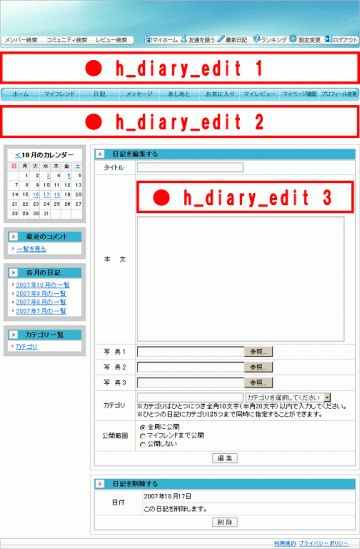 メンバー検索 コミュニティ検索 レビュー検索 マイホーム 友達を誘う 最新日記 ランキング 設定変更 ログアウト
● h_diary_edit 1
ホーム マイフレンド 日記 メッセージ あしあと お気に入り マイレビュー マイページ確認 プロフィール変更
● h_diary_edit 2
<10月のカレンダー
日 月 火 水 木 金 土
1 2 3 4 5 6
7 8 9 10 11 12 13
14 15 16 17 18 19 20
21 22 23 24 25 26 27
28 29 30 31
最近のコメント
一覧を見る
各月の日記
2007年10月の一覧
2007年9月の一覧
2007年8月の一覧
2007年7月の一覧
カテゴリ一覧
カテゴリ
日記を編集する
タイトル
● h_diary_edit 3
本 文
写 真1 参照...
写 真2 参照...
写 真3 参照...
カテゴリ カテゴリを選択してください
※カテゴリはひとつにつき全角10文字(半角20文字)以内で入力してください。
※ひとつの日記にカテゴリは5つまで同時に指定することができます。
公開範囲 全員に公開
マイフレンドまで公開
公開しない
編 集
日記を削除する
日付 2007年10月17日
この日記を削除します。
削 除
利用規約 プライバシーポリシー